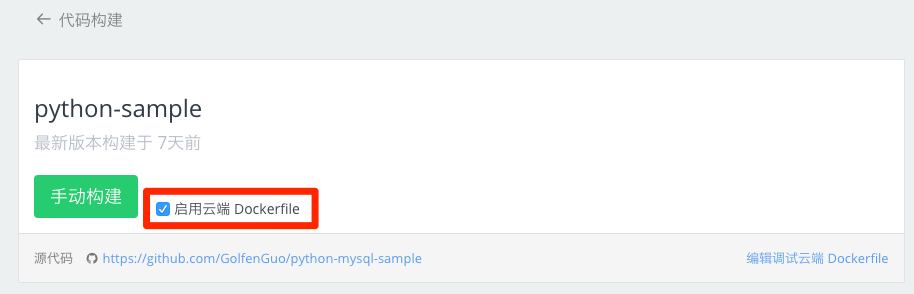 ← 代码构建
python-sample
最新版本构建于 7天前
手动构建
启用云端 Dockerfile
源代码 https://github.com/GolfenGuo/python-mysql-sample 编辑调试云端 Dockerfile